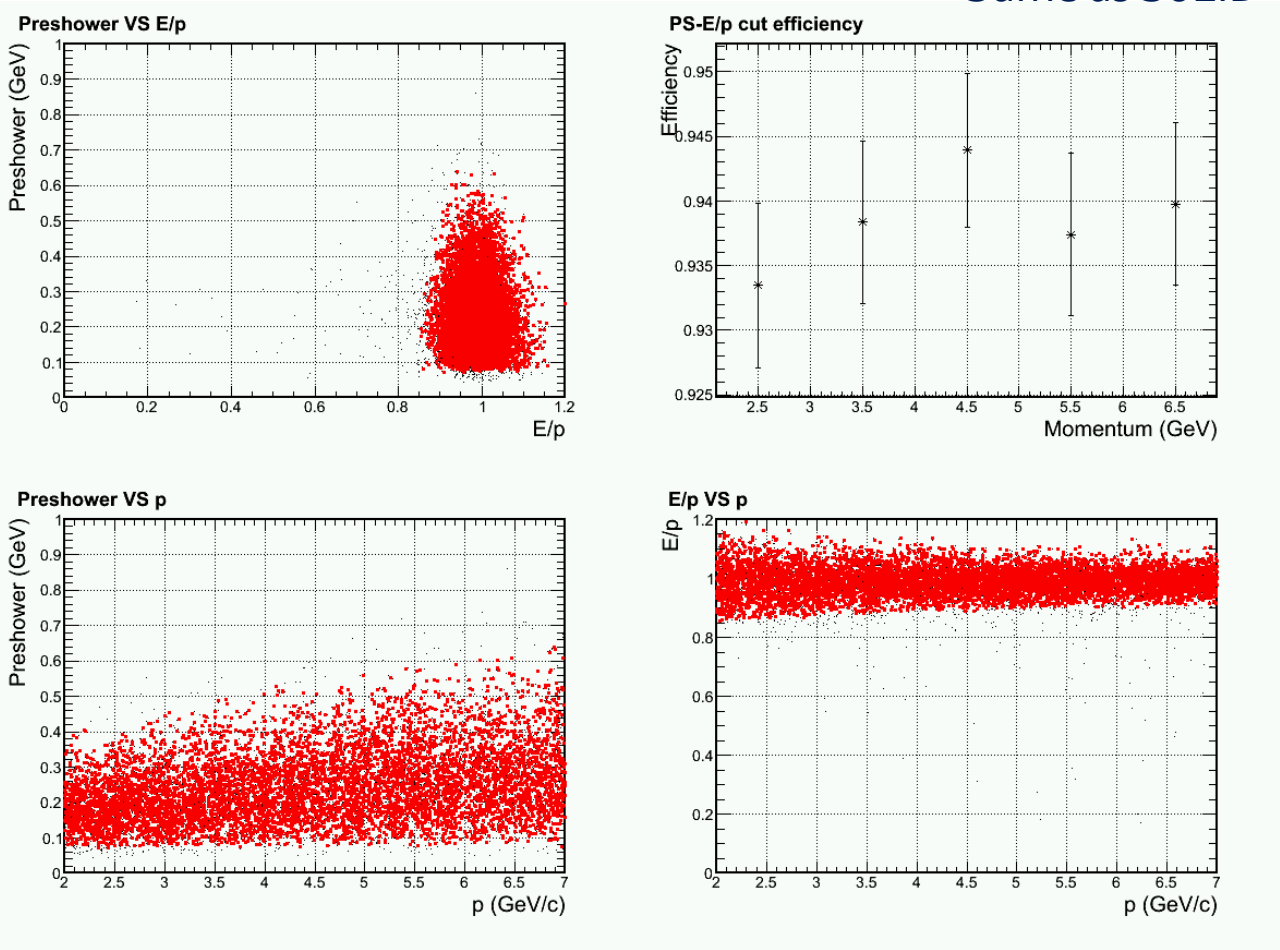 Preshower VS E/p
Preshower (GeV)
1
0.9
0.8
0.7
0.6
0.5
0.4
0.3
0.2
0.1
0
0 0.2 0.4 0.6 0.8 1 1.2
E/p
PS-E/p cut efficiency
Efficiency
0.95
0.945
0.94
0.935
0.93
0.925
2.5 3 3.5 4 4.5 5 5.5 6 6.5
Momentum (GeV)
Preshower VS p
Preshower (GeV)
1
0.9
0.8
0.7
0.6
0.5
0.4
0.3
0.2
0.1
0
2 2.5 3 3.5 4 4.5 5 5.5 6 6.5 7
p (GeV/c)
E/p VS p
E/p
1.2
1
0.8
0.6
0.4
0.2
0
2 2.5 3 3.5 4 4.5 5 5.5 6 6.5 7
p (GeV/c)